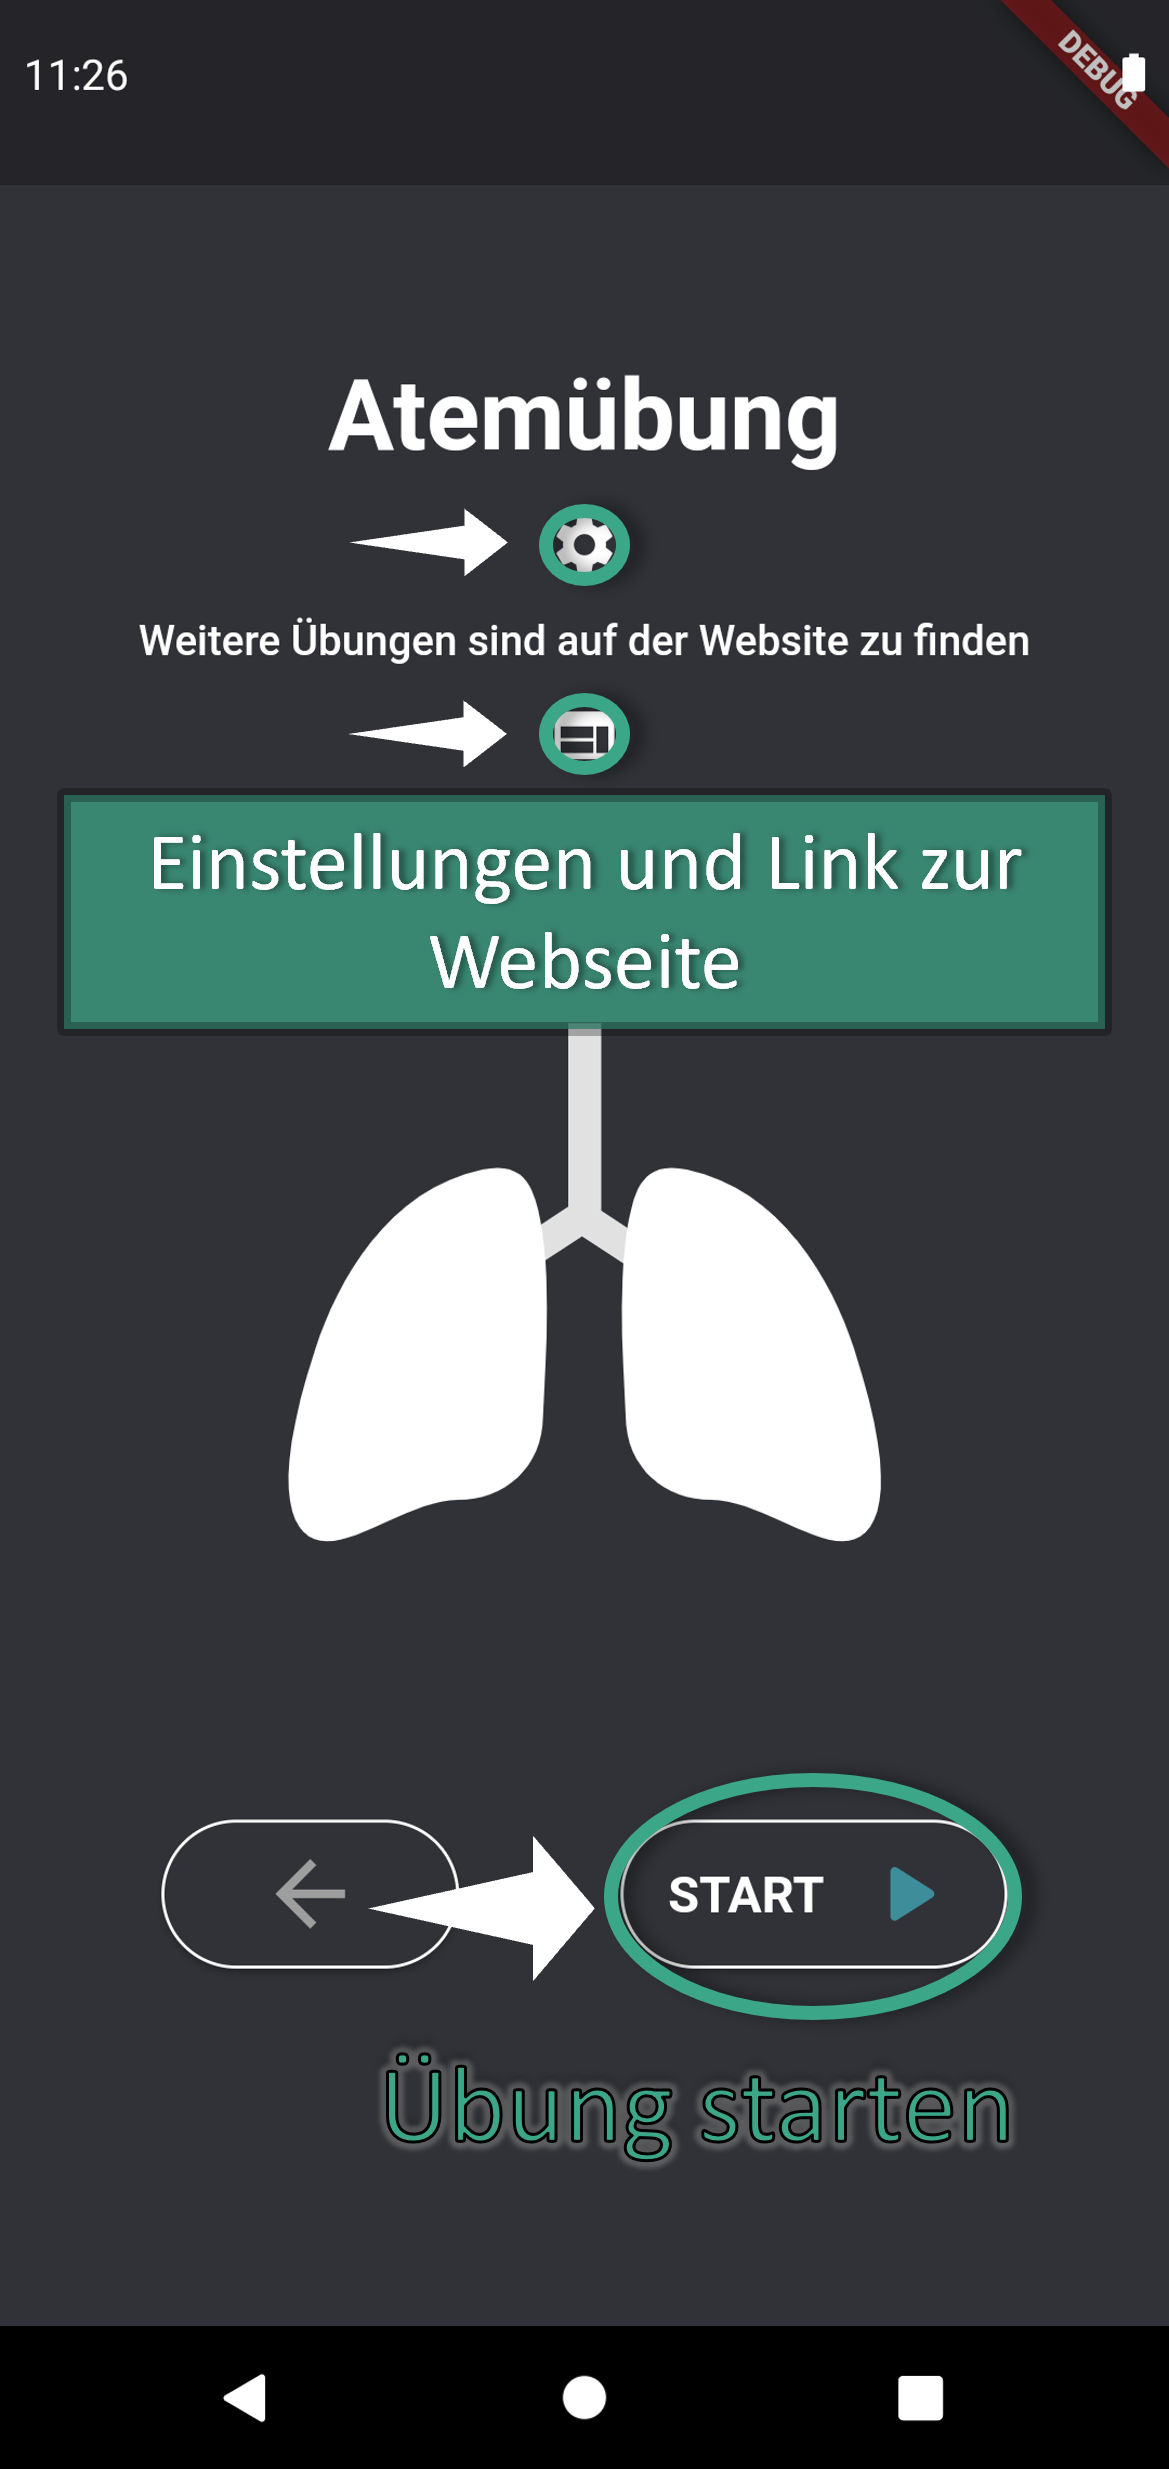 11:26
DEBUG
Atemübung
Weitere Übungen sind auf der Website zu finden
Einstellungen und Link zur
Webseite
START
Übung starten